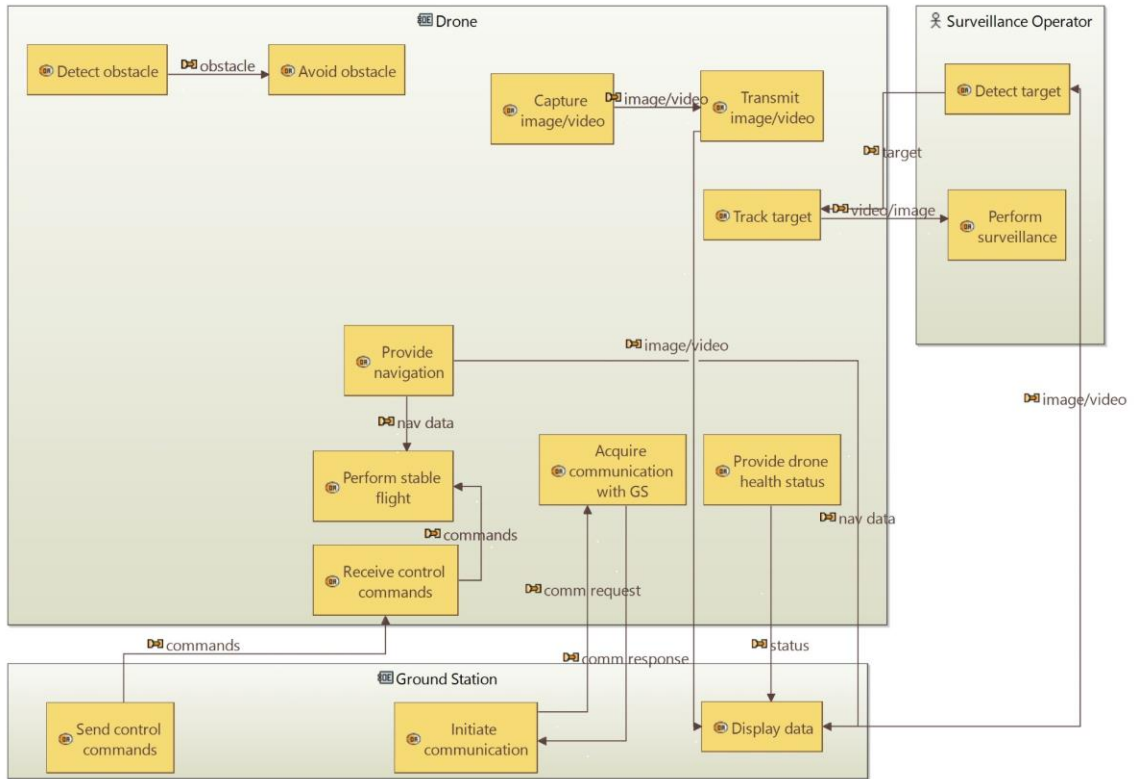 Drone
Surveillance Operator
Detect obstacle
obstacle
Avoid obstacle
Capture
image/video
image/video
Transmit
image/video
Detect target
target
Track target
video/image
Perform
surveillance
Provide
navigation
image/video
image/video
nav data
Acquire
communication
with GS
Provide drone
health status
Perform stable
flight
nav data
commands
Receive control
commands
comm request
commands
comm response
status
Ground Station
Send control
commands
Initiate
communication
Display data